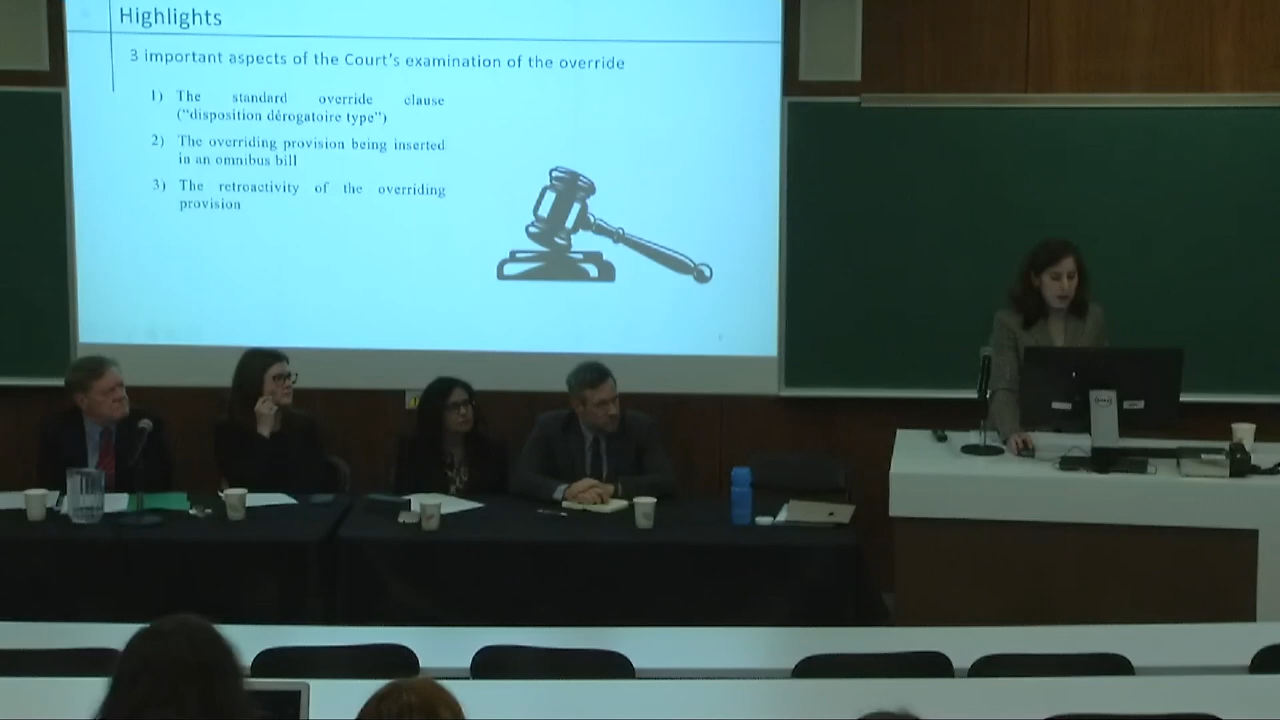 Highlights
3 important aspects of the Court's examination of the override
1) The standard override clause
("disposition dérogatoire type")
2) The overriding provision being inserted
in an omnibus bill
3) The retroactivity of the overriding
provision